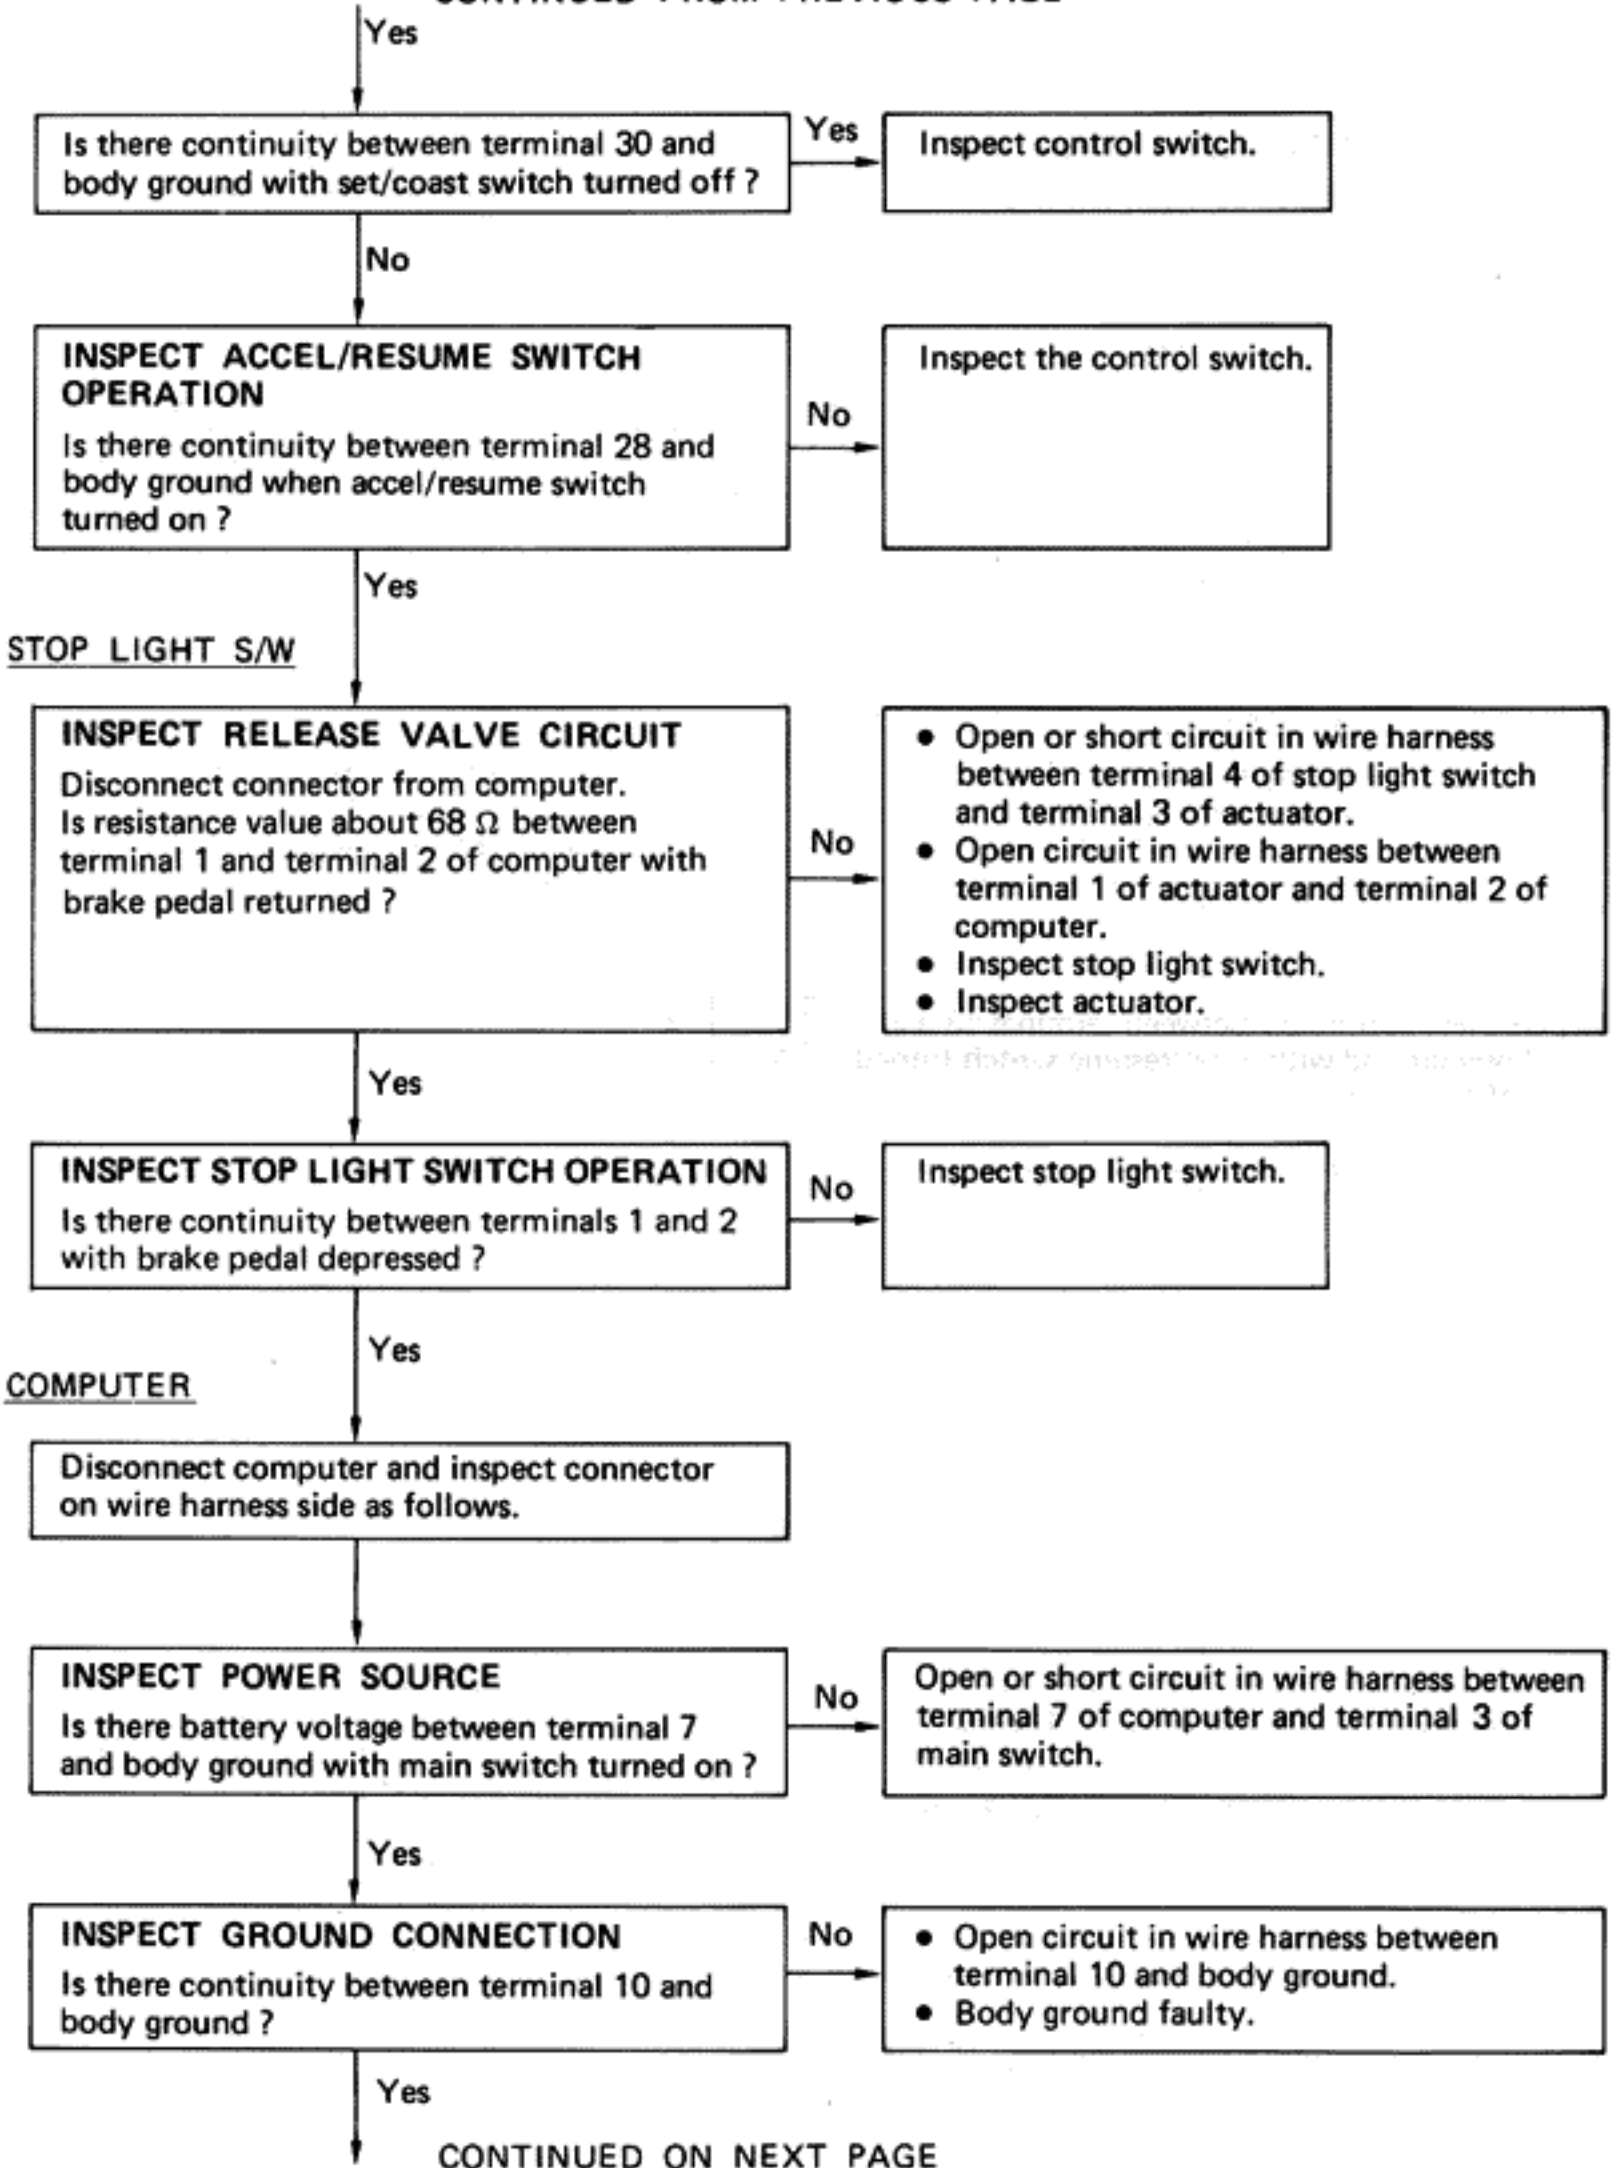 CONTINUED FROM PREVIOUS PAGE
Yes
Is there continuity between terminal 30 and
body ground with set/coast switch turned off ?
Yes
Inspect control switch.
No
INSPECT ACCEL/RESUME SWITCH
OPERATION
Is there continuity between terminal 28 and
body ground when accel/resume switch
turned on ?
No
Inspect the control switch.
Yes
STOP LIGHT S/W
INSPECT RELEASE VALVE CIRCUIT
Disconnect connector from computer.
Is resistance value about 68 Ω between
terminal 1 and terminal 2 of computer with
brake pedal returned ?
No
● Open or short circuit in wire harness
between terminal 4 of stop light switch
and terminal 3 of actuator.
● Open circuit in wire harness between
terminal 1 of actuator and terminal 2 of
computer.
● Inspect stop light switch.
● Inspect actuator.
Yes
INSPECT STOP LIGHT SWITCH OPERATION
Is there continuity between terminals 1 and 2
with brake pedal depressed ?
No
Inspect stop light switch.
Yes
COMPUTER
Disconnect computer and inspect connector
on wire harness side as follows.
INSPECT POWER SOURCE
Is there battery voltage between terminal 7
and body ground with main switch turned on ?
No
Open or short circuit in wire harness between
terminal 7 of computer and terminal 3 of
main switch.
Yes
INSPECT GROUND CONNECTION
Is there continuity between terminal 10 and
body ground ?
No
● Open circuit in wire harness between
terminal 10 and body ground.
● Body ground faulty.
Yes
CONTINUED ON NEXT PAGE